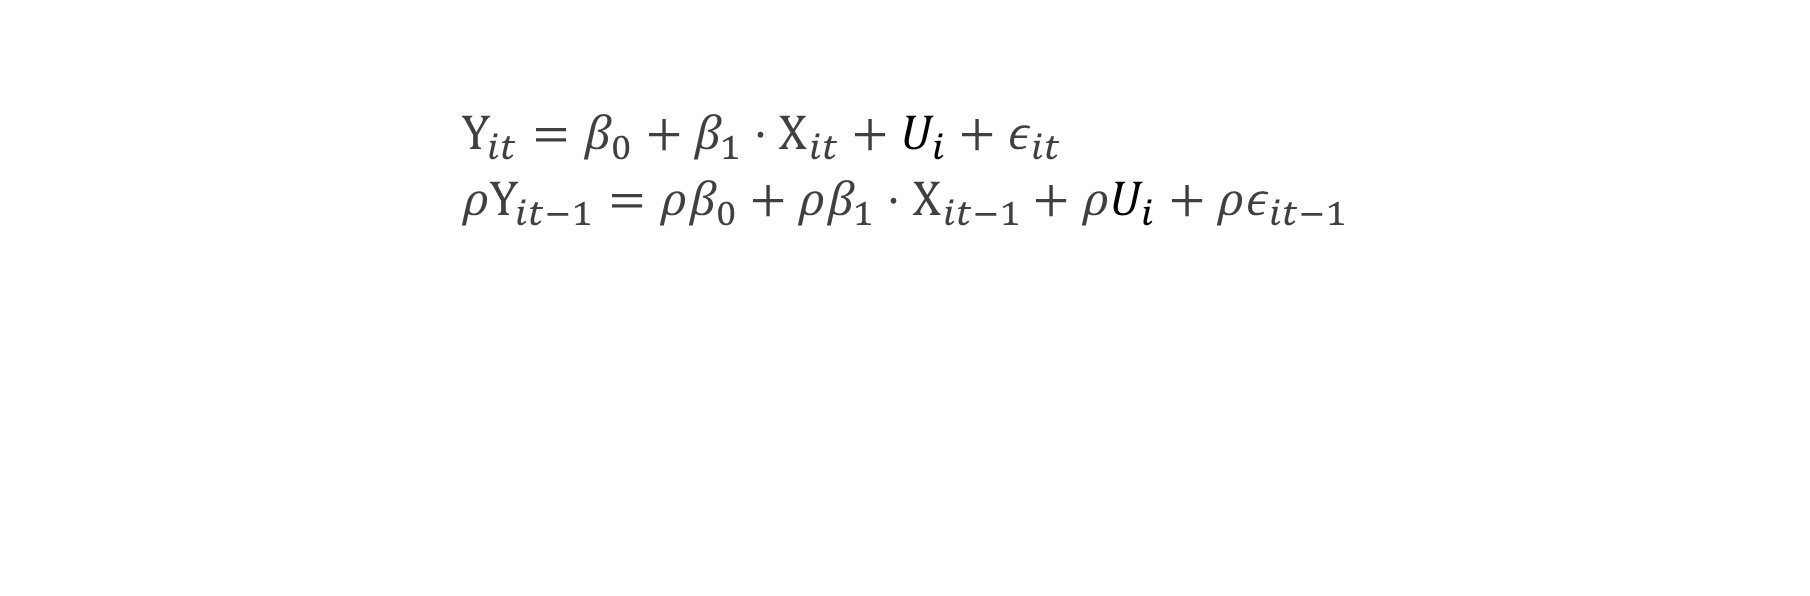 Y_{it} = β_0 + β_1 · X_{it} + U_i + ϵ_{it}
ρY_{it−1} = ρβ_0 + ρβ_1 · X_{it−1} + ρU_i + ρϵ_{it−1}